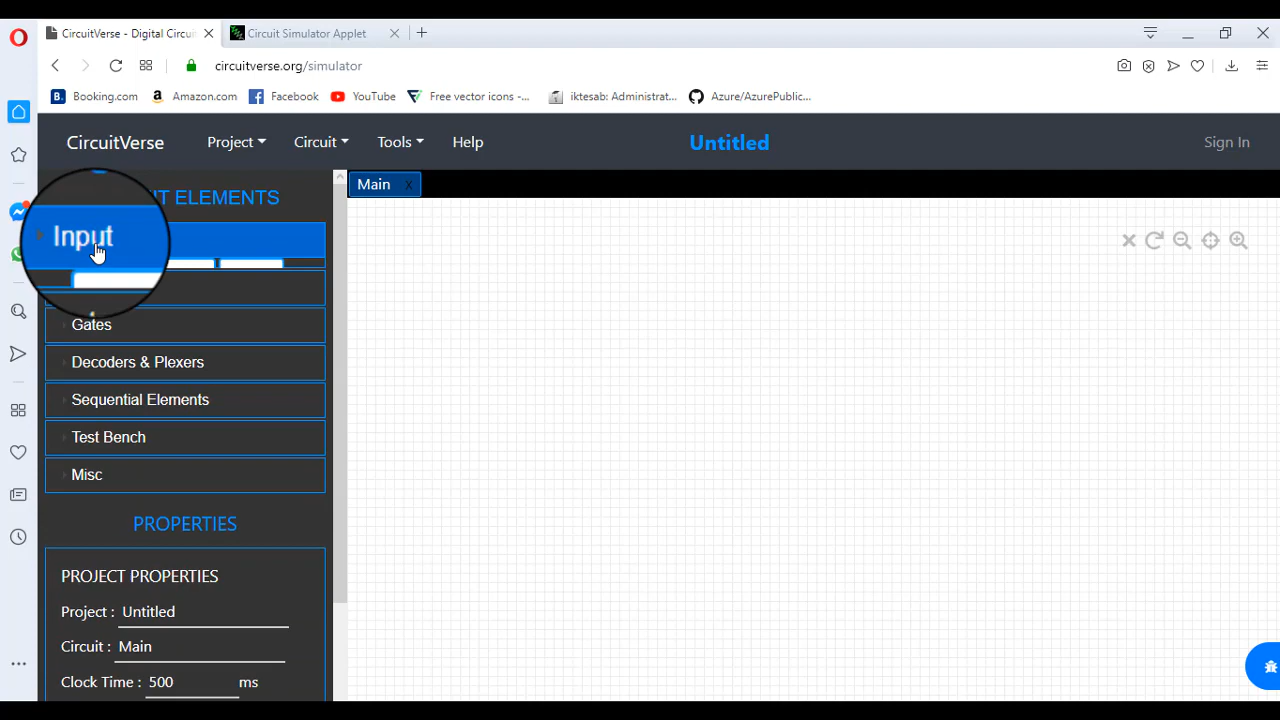 CircuitVerse - Digital Circui
Circuit Simulator Applet
circuitverse.org/simulator
Booking.com
Amazon.com
Facebook
YouTube
Free vector icons -...
iktesab: Administrat...
Azure/AzurePublic...
CircuitVerse
Project
Circuit
Tools
Help
Untitled
Sign In
ELEMENTS
Main
Input
Gates
Decoders & Plexers
Sequential Elements
Test Bench
Misc
PROPERTIES
PROJECT PROPERTIES
Project : Untitled
Circuit : Main
Clock Time : 500 ms